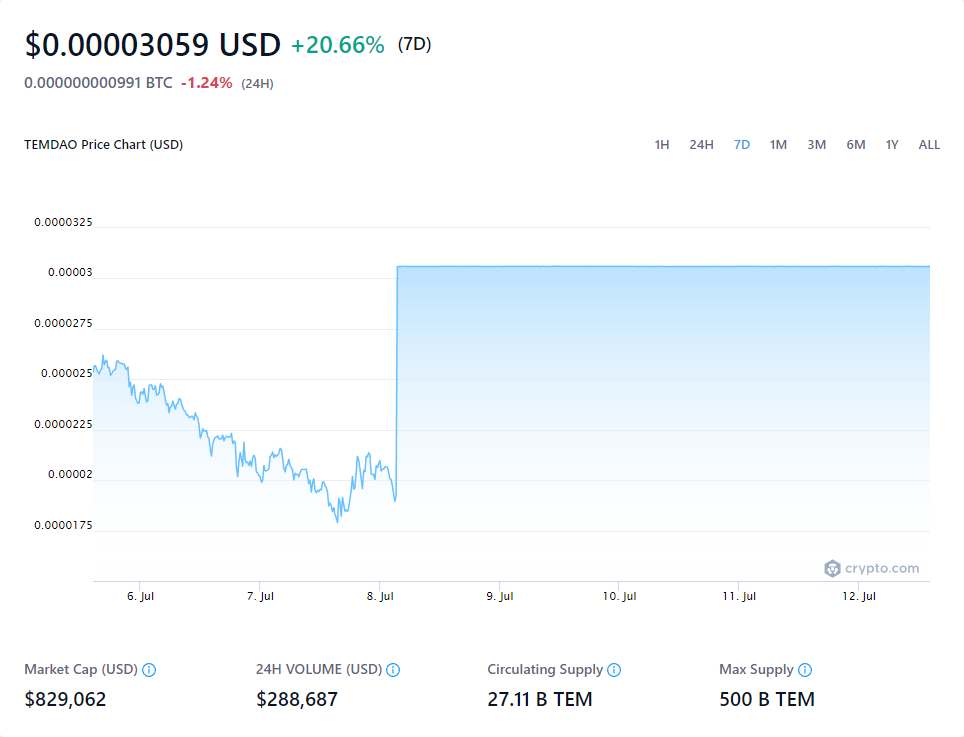 $0.00003059 USD +20.66% (7D)
0.000000000991 BTC -1.24% (24H)
TEMDAO Price Chart (USD) 1H 24H 7D 1M 3M 6M 1Y ALL
0.0000325
0.00003
0.0000275
0.000025
0.0000225
0.00002
0.0000175
crypto.com
6. Jul 7. Jul 8. Jul 9. Jul 10. Jul 11. Jul 12. Jul
Market Cap (USD) 24H VOLUME (USD) Circulating Supply Max Supply
$829,062 $288,687 27.11 B TEM 500 B TEM